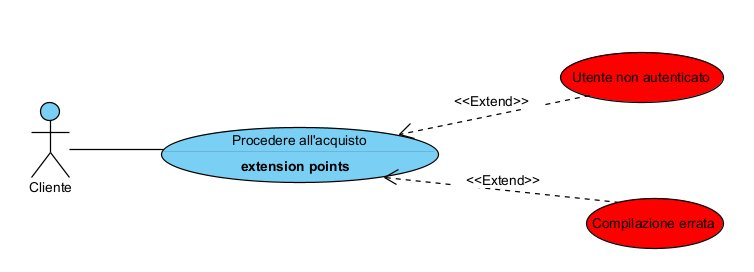 Utente non autenticato
<<Extend>>
Procedere all'acquisto
extension points
<<Extend>>
Cliente
Compilazione errata